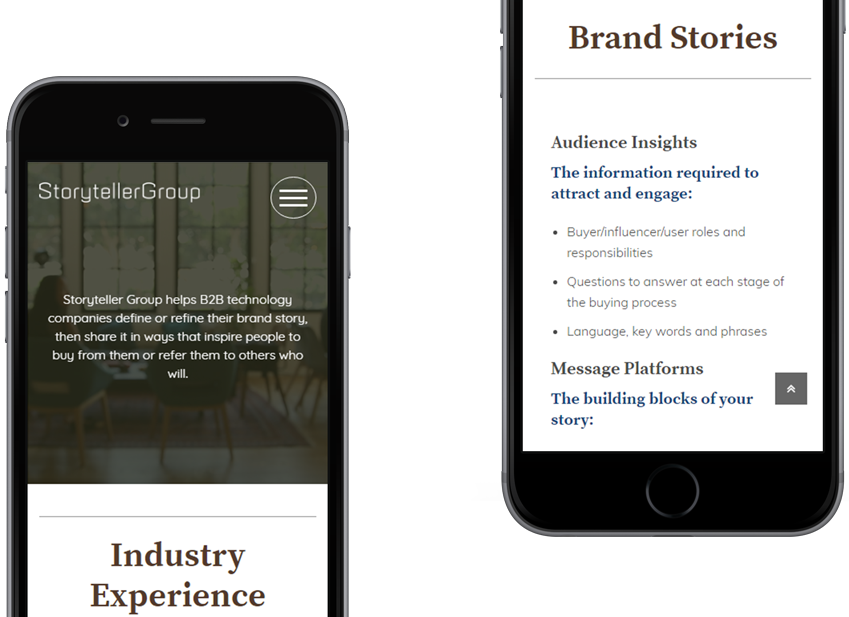 StorytellerGroup
Storyteller Group helps B2B technology
companies define or refine their brand story,
then share it in ways that inspire people to
buy from them or refer them to others who
will.
Industry
Experience
Brand Stories
Audience Insights
The information required to
attract and engage:
• Buyer/influencer/user roles and
responsibilities
• Questions to answer at each stage of
the buying process
• Language, key words and phrases
Message Platforms
The building blocks of your
story: